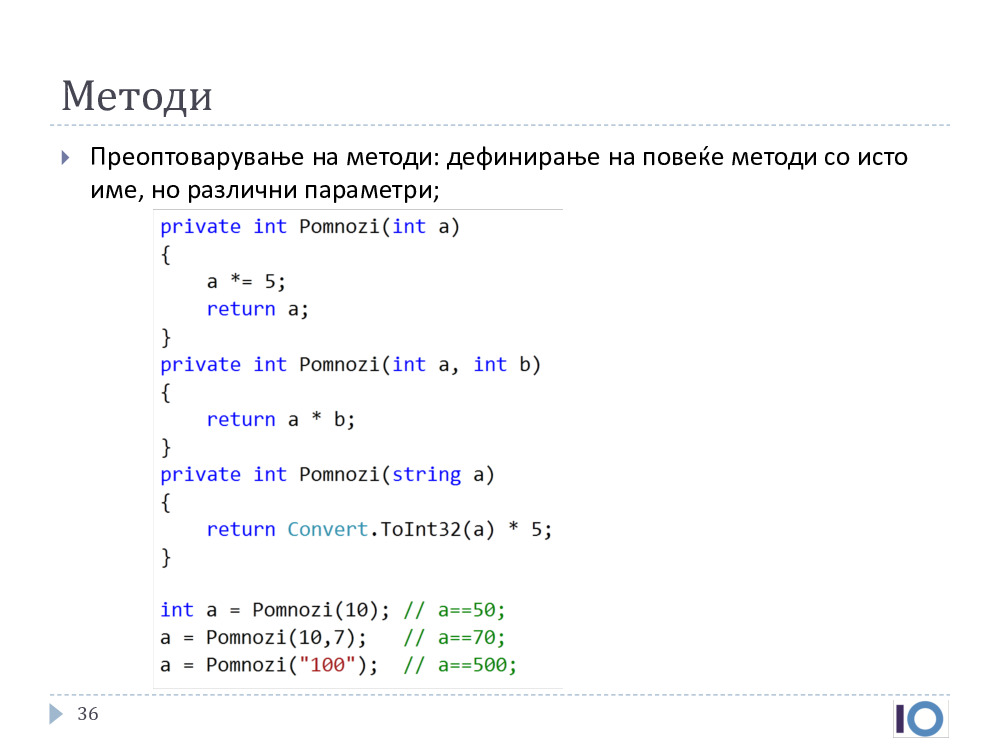 Методи
Преоптоварување на методи: дефинирање на повеќе методи со исто
име, но различни параметри;
private int Pomnozi(int a)
{
    a *= 5;
    return a;
}
private int Pomnozi(int a, int b)
{
    return a * b;
}
private int Pomnozi(string a)
{
    return Convert.ToInt32(a) * 5;
}
int a = Pomnozi(10); // a==50;
a = Pomnozi(10,7);   // a==70;
a = Pomnozi("100");  // a==500;
36
IO